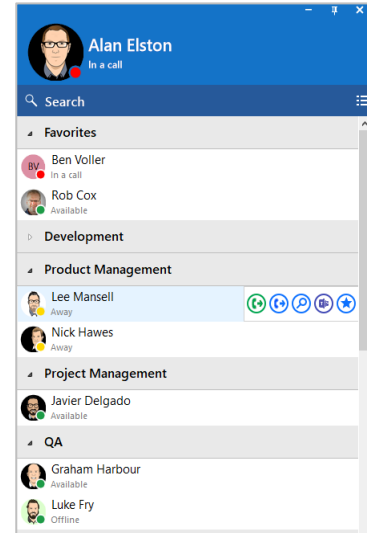 Alan Elston
In a call
Search
Favorites
BV
Ben Voller
In a call
Rob Cox
Available
Development
Product Management
Lee Mansell
Away
Nick Hawes
Away
Project Management
Javier Delgado
Available
QA
Graham Harbour
Available
Luke Fry
Offline